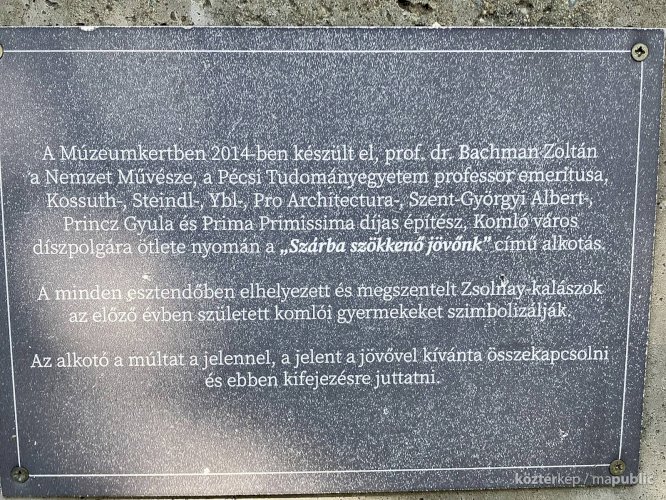 A Múzeumkertben 2014-ben készült el, prof. dr. Bachman Zoltán
a Nemzet Művésze, a Pécsi Tudományegyetem professor emeritusa,
Kossuth-, Steindl-, Ybl-, Pro Architectura-, Szent-Györgyi Albert-,
Princz Gyula és Prima Primissima díjas építész, Komló város
díszpolgára ötlete nyomán a „Szárba szökkenő jövőnk" című alkotás.
A minden esztendőben elhelyezett és megszentelt Zsolnay-kalászok
az előző évben született komlói gyermekeket szimbolizálják.
Az alkotó a múltat a jelennel, a jelent a jövővel kívánta összekapcsolni
és ebben kifejezésre juttatni.
köztérkép / mapublic